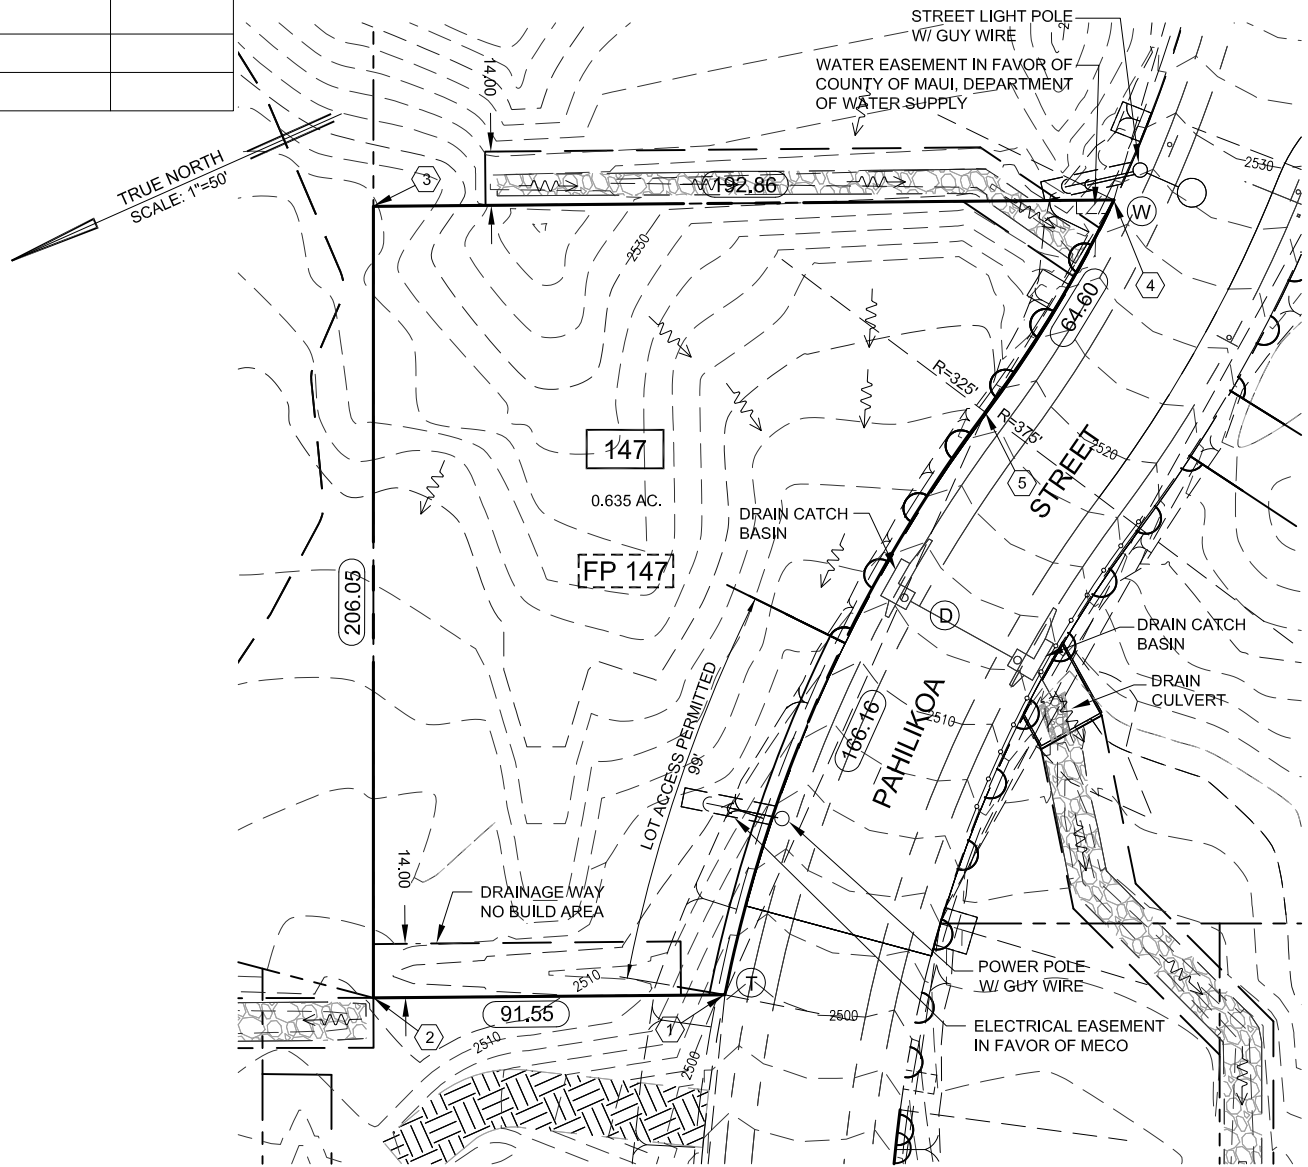 STREET LIGHT POLE
W/ GUY WIRE
WATER EASEMENT IN FAVOR OF
COUNTY OF MAUI, DEPARTMENT
OF WATER SUPPLY
14.00
2530
TRUE NORTH
SCALE: 1"=50'
3
192.86
W
2530
4
64.60
R=325'
R=375'
2520
147
STREET
5
0.635 AC.
DRAIN CATCH
BASIN
FP 147
206.05
D
DRAIN CATCH
BASIN
DRAIN
CULVERT
LOT ACCESS PERMITTED
99'
166.16
2510
PAHILIKOA
14.00
DRAINAGE WAY
NO BUILD AREA
2510
T
POWER POLE
W/ GUY WIRE
91.55
2500
1
2
2510
ELECTRICAL EASEMENT
IN FAVOR OF MECO
2500